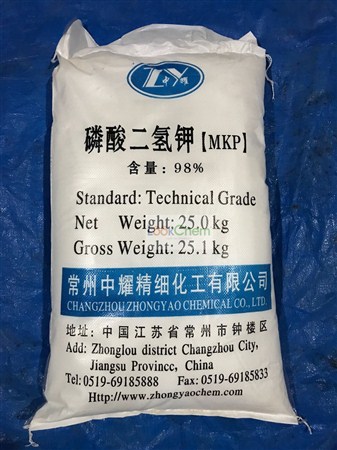 ZY
中 耀
磷酸二氢钾【MKP】
含量：98%
Standard: Technical Grade
Net Weight: 25.0 kg
Gross Weight: 25.1 kg
LookChem
常州中耀精细化工有限公司
CHANGZHOU ZHONGYAO CHEMICAL CO., LTD.
地址：中国江苏省常州市钟楼区
Add: Zhonglou district Changzhou City,
Jiangsu Provincc, China
Tel: 0519-69185888 Fax: 0519-69185833
Http://www.zhongyaochem.com